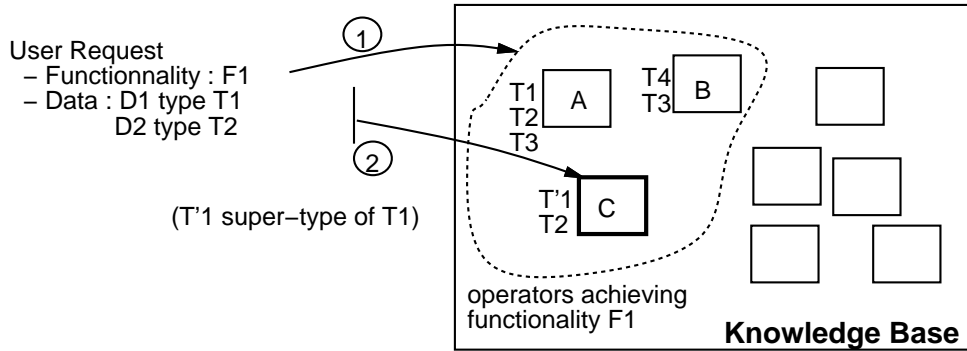 1
User Request
– Functionnality : F1
– Data : D1 type T1
D2 type T2
2
(T'1 super–type of T1)
T1
T2
T3
A
T4
T3
B
T'1
T2
C
operators achieving
functionality F1
Knowledge Base